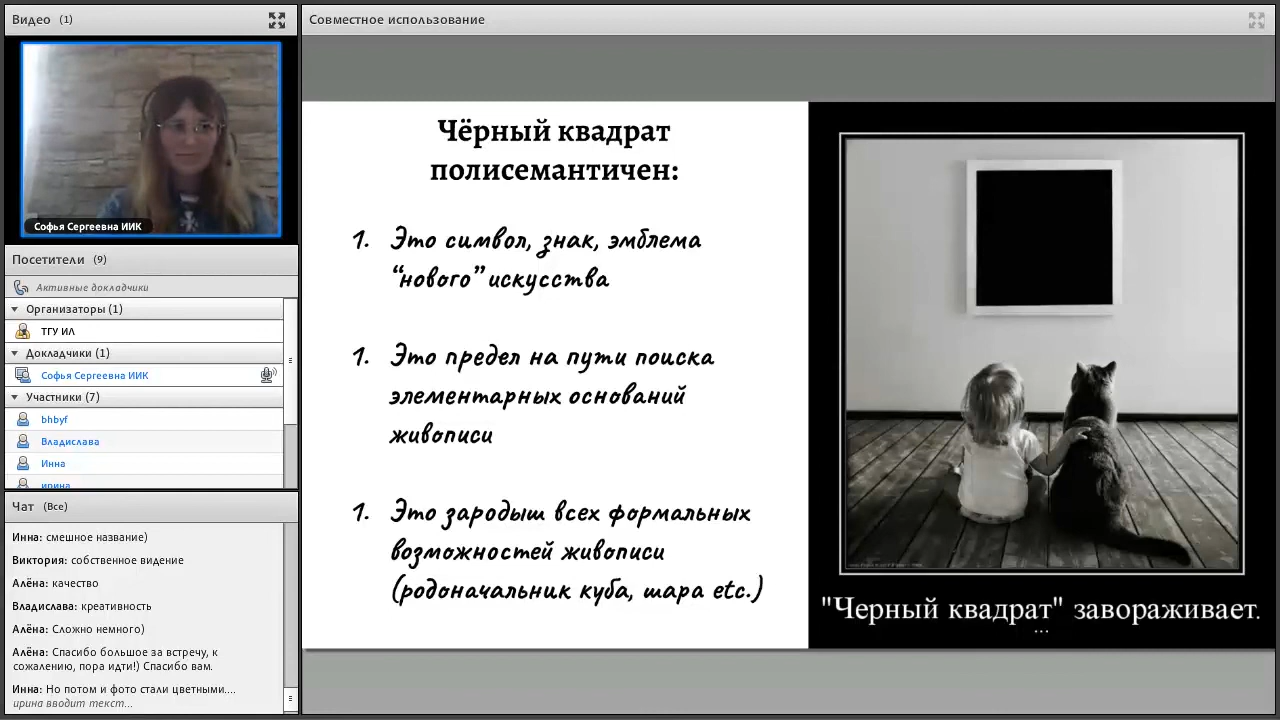 Видео (1)
Софья Сергеевна ИИК
Посетители (9)
Активные докладчики
Организаторы (1)
ТГУ ИЛ
Докладчики (1)
Софья Сергеевна ИИК
Участники (7)
bhbyf
Владислава
Инна
ирина
Чат (Все)
Инна: смешное название)
Виктория: собственное видение
Алёна: качество
Владислава: креативность
Алёна: Сложно немного)
Алёна: Спасибо большое за встречу, к
сожалению, пора идти!) Спасибо вам.
Инна: Но потом и фото стали цветными....
ирина вводит текст...
Совместное использование
Чёрный квадрат
полисемантичен:
1. Это символ, знак, эмблема
“нового” искусства
1. Это предел на пути поиска
элементарных оснований
живописи
1. Это зародыш всех формальных
возможностей живописи
(родоначальник куба, шара etc.)
"Черный квадрат" завораживает.
...